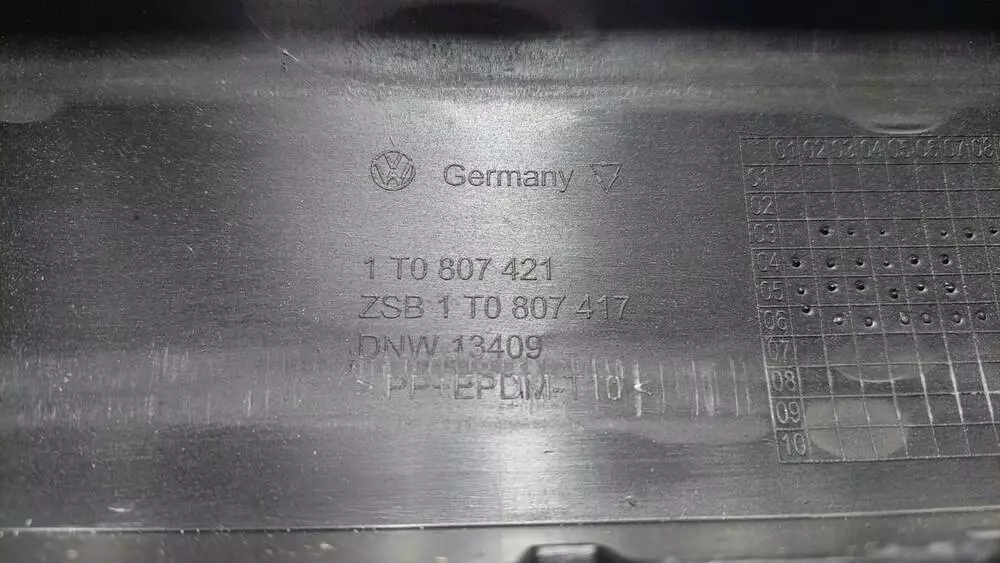 Germany
1 T0 807 421
ZSB 1 T0 807 417
DNW 13409
>PP+EPDM-T10<
01 02 03 04 05 06 07 08
01
02
03
04
05
06
07
08
09
10